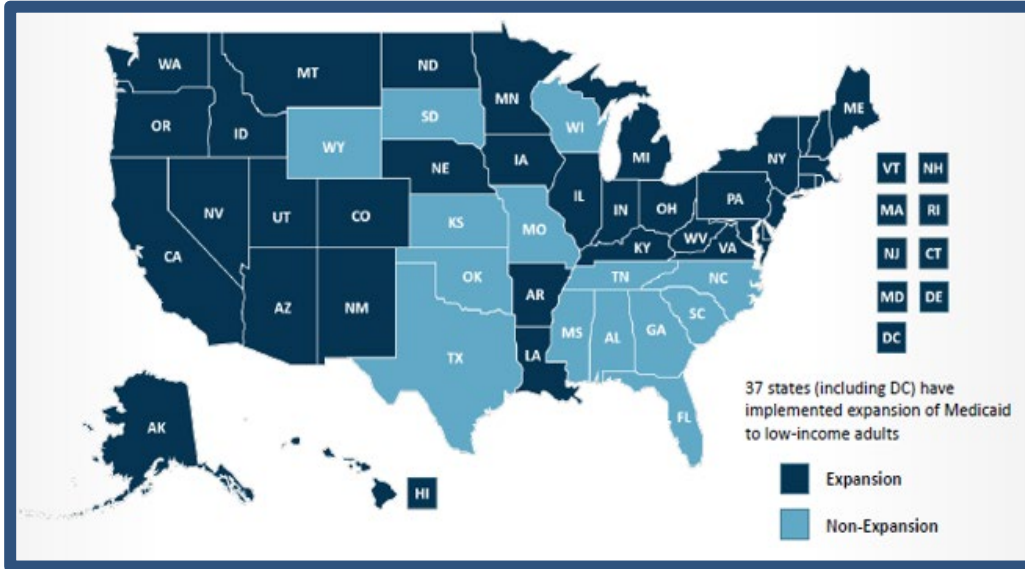 WA
MT
ND
MN
ME
OR
ID
SD
WI
WY
MI
NY
VT NH
NE
IA
PA
NV
UT
CO
IL
IN
OH
MA RI
CA
KS
MO
WV
VA
KY
NJ CT
AZ
NM
OK
AR
TN
NC
MD DE
TX
LA
MS
AL
GA
SC
DC
37 states (including DC) have
implemented expansion of Medicaid
to low-income adults
FL
AK
HI
Expansion
Non-Expansion